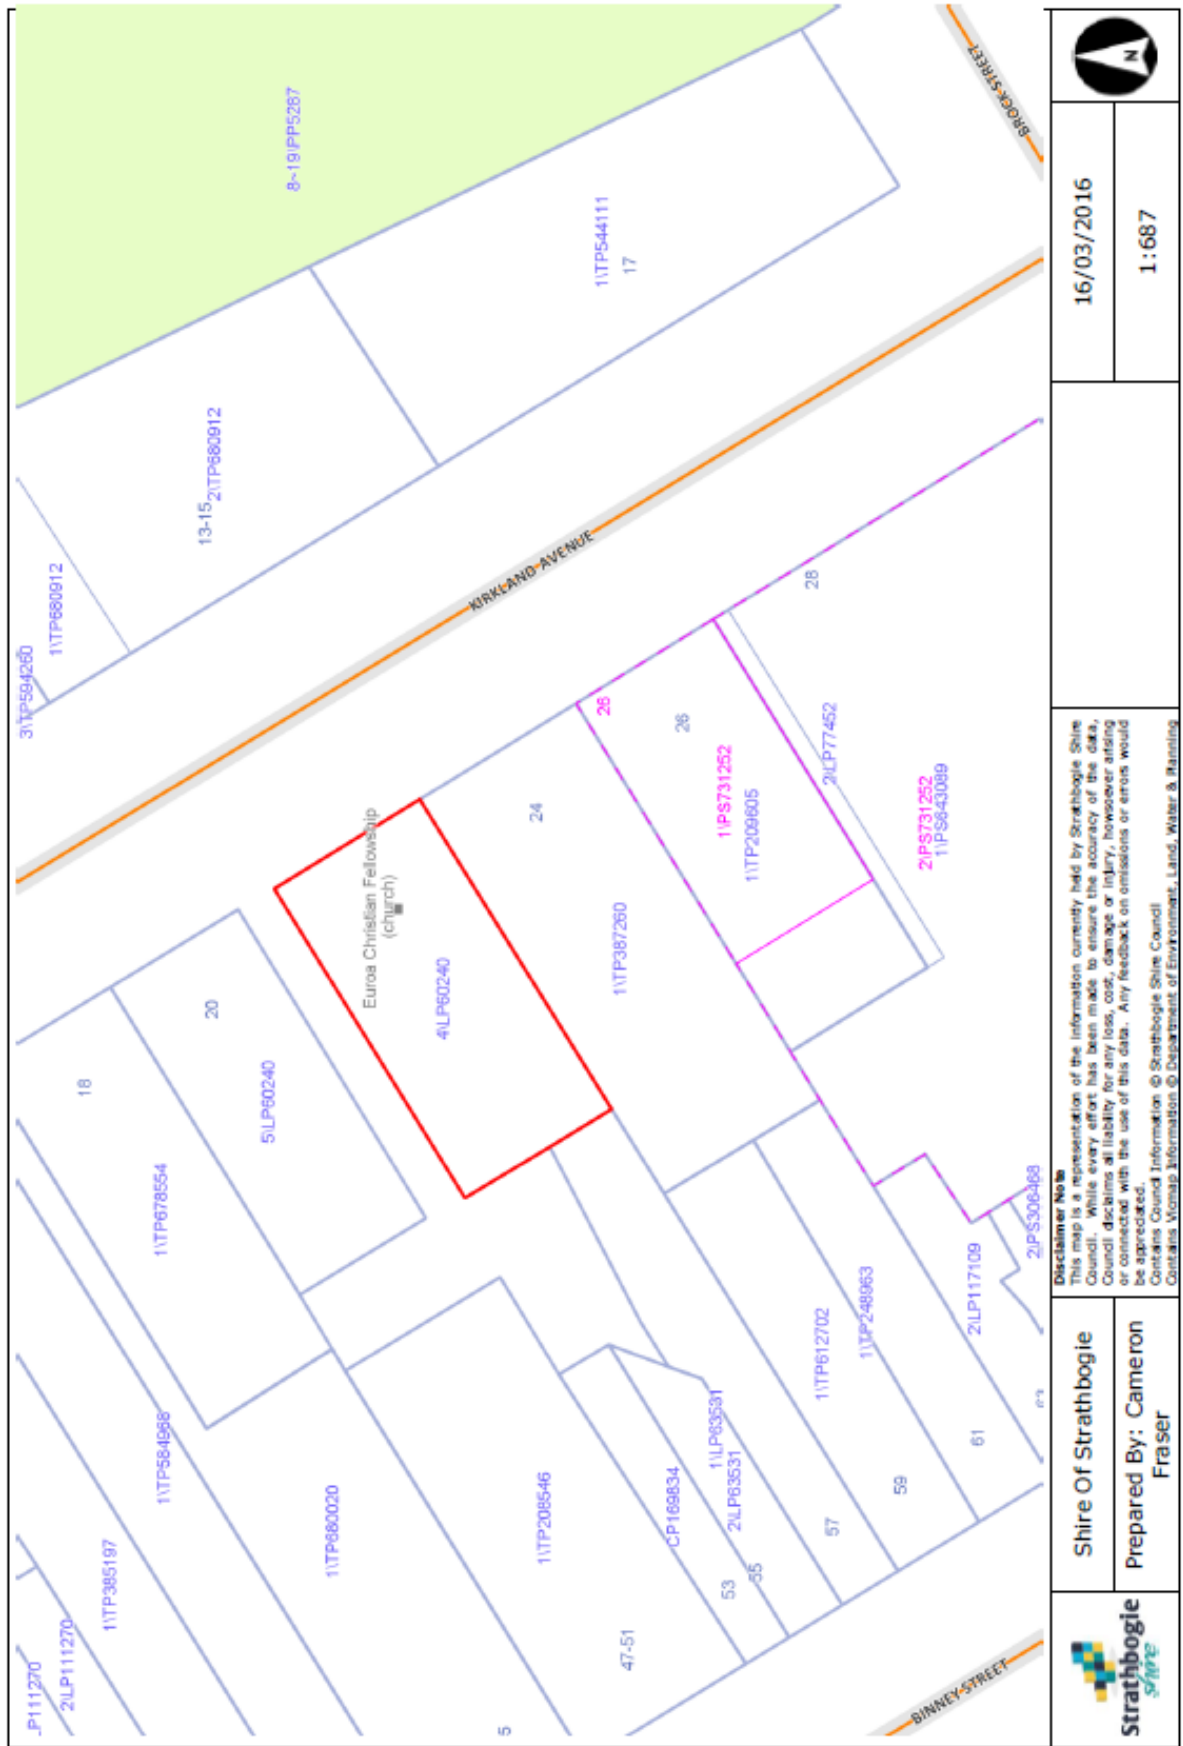 8~19\PP5287
1\TP544111
17
13-15
2\TP680912
1\TP680912
3\TP594260
BROCK STREET
KIRKLAND AVENUE
28
26
26
1\PS731252
1\TP209605
2\LP77452
2\PS731252
1\PS643089
24
1\TP387260
Euroa Christian Fellowship
(church)
4\LP60240
20
5\LP60240
18
1\TP678554
1\TP584968
1\TP680020
1\TP385197
2\LP111270
.P111270
1\TP208546
47-51
5
CP169834
53
55
1\LP63531
2\LP63531
57
1\TP612702
59
1\TP248963
61
2\LP117109
2\PS306468
BINNEY STREET
Strathbogie
shire
Shire Of Strathbogie
Prepared By: Cameron
Fraser
Disclaimer Note
This map is a representation of the information currently held by Strathbogie Shire
Council. While every effort has been made to ensure the accuracy of the data,
Council disclaims all liability for any loss, cost, damage or injury, howsoever arising
or connected with the use of this data. Any feedback on omissions or errors would
be appreciated.
Contains Council Information © Strathbogie Shire Council
Contains Vicmap Information © Department of Environment, Land, Water & Planning
16/03/2016
1:687
N